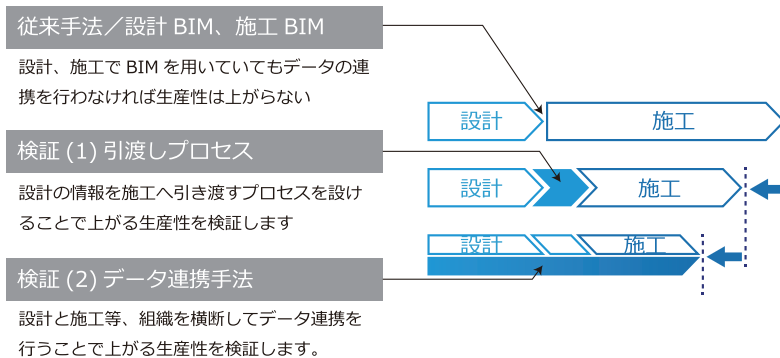 従来手法／設計 BIM、施工 BIM
設計、施工で BIM を用いていてもデータの連
携を行わなければ生産性は上がらない
設計
施工
検証 (1) 引渡しプロセス
設計の情報を施工へ引き渡すプロセスを設け
ることで上がる生産性を検証します
設計
施工
検証 (2) データ連携手法
設計と施工等、組織を横断してデータ連携を
行うことで上がる生産性を検証します。
設計
施工